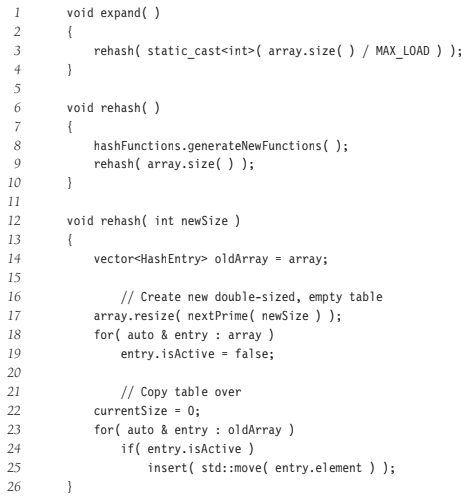 1 void expand( )
2 {
3 rehash( static_cast<int>( array.size( ) / MAX_LOAD ) );
4 }
5
6 void rehash( )
7 {
8 hashFunctions.generateNewFunctions( );
9 rehash( array.size( ) );
10 }
11
12 void rehash( int newSize )
13 {
14 vector<HashEntry> oldArray = array;
15
16 // Create new double-sized, empty table
17 array.resize( nextPrime( newSize ) );
18 for( auto & entry : array )
19 entry.isActive = false;
20
21 // Copy table over
22 currentSize = 0;
23 for( auto & entry : oldArray )
24 if( entry.isActive )
25 insert( std::move( entry.element ) );
26 }